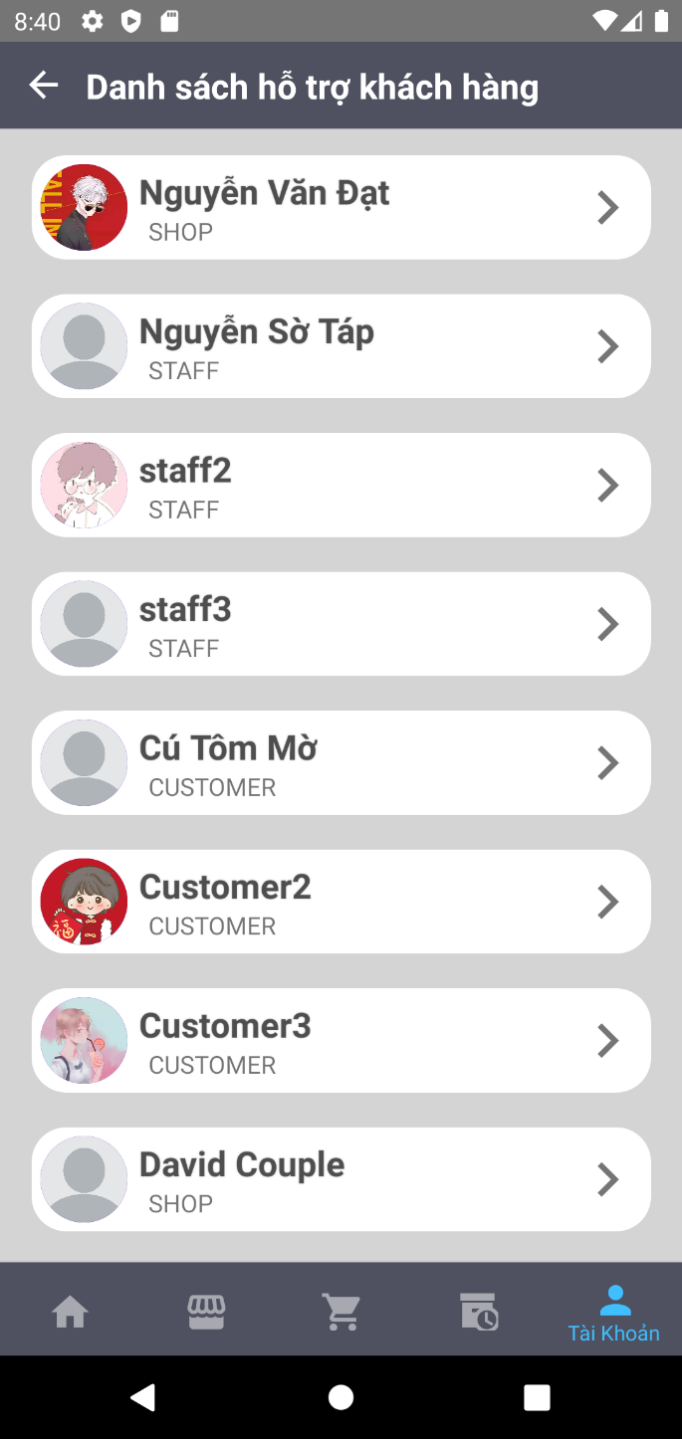 8:40
Danh sách hỗ trợ khách hàng
Nguyễn Văn Đạt
SHOP
Nguyễn Sờ Táp
STAFF
staff2
STAFF
staff3
STAFF
Cú Tôm Mờ
CUSTOMER
Customer2
CUSTOMER
福
Customer3
CUSTOMER
David Couple
SHOP
Tài Khoản